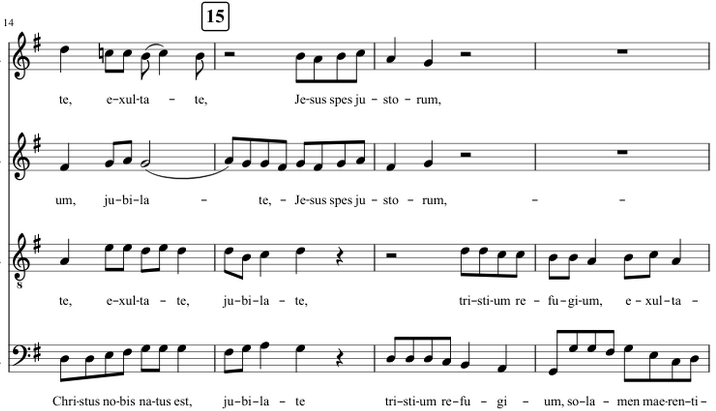 14
15
te, e-xul-ta - te, Je-sus spes ju-sto-rum,
um, ju-bi-la - te, - Je-sus spes ju-sto-rum, - -
te, e-xul-ta-te, ju-bi-la-te, tri-sti-um re-fu-gi-um, e-xul-ta-
8
Chri-stus no-bis na-tus est, ju-bi-la-te tri-sti-um re-fu-gi-um, so-la-men mae-ren-ti-